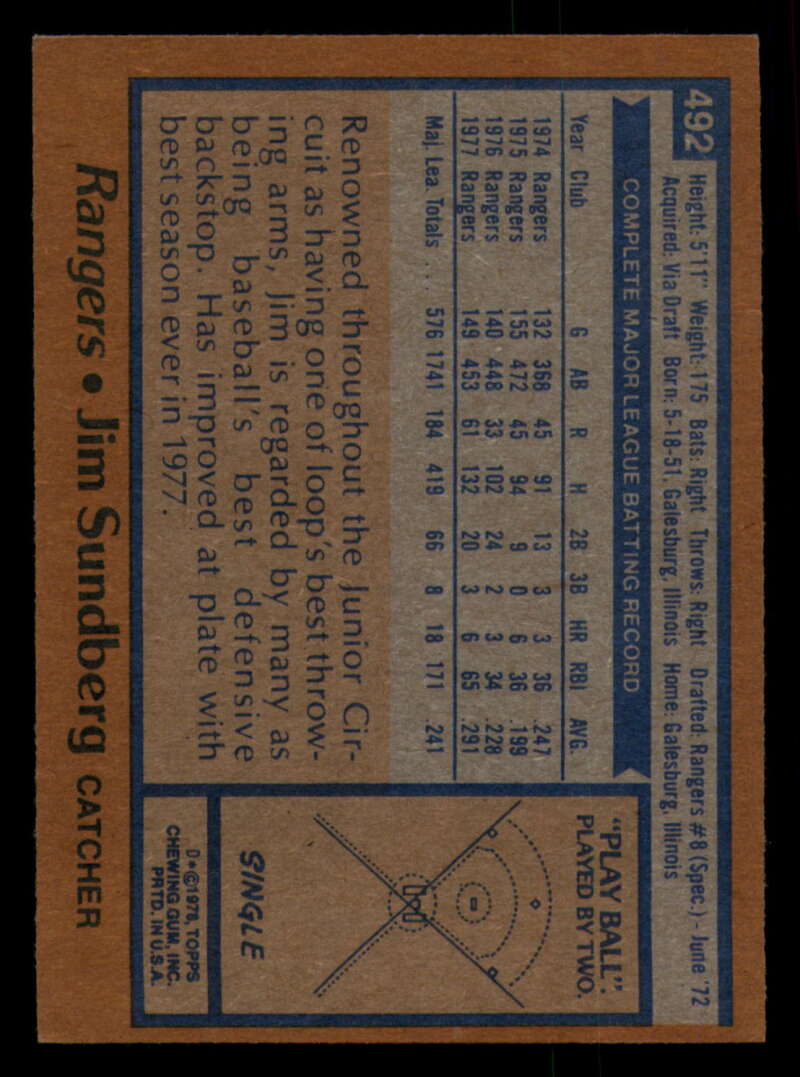 492
Height: 5'11" Weight: 175 Bats: Right Throws: Right Drafted: Rangers #8 (Spec.) - June '72
Acquired: Via Draft Born: 5-18-51, Galesburg, Illinois Home: Galesburg, Illinois
COMPLETE MAJOR LEAGUE BATTING RECORD
Year Club G AB R H 2B 3B HR RBI AVG.
1974 Rangers 132 368 45 91 13 3 3 36 .247
1975 Rangers 155 472 45 94 9 0 6 36 .199
1976 Rangers 140 448 33 102 24 2 3 34 .228
1977 Rangers 149 453 61 132 20 3 6 65 .291
Maj. Lea. Totals .... 576 1741 184 419 66 8 18 171 .241
Renowned throughout the Junior Cir-
cuit as having one of loop's best throw-
ing arms, Jim is regarded by many as
being baseball's best defensive
backstop. Has improved at plate with
best season ever in 1977.
"PLAY BALL":
PLAYED BY TWO.
SINGLE
D*©1978, TOPPS
CHEWING GUM, INC.
PRTD. IN U.S.A.
Rangers • Jim Sundberg CATCHER